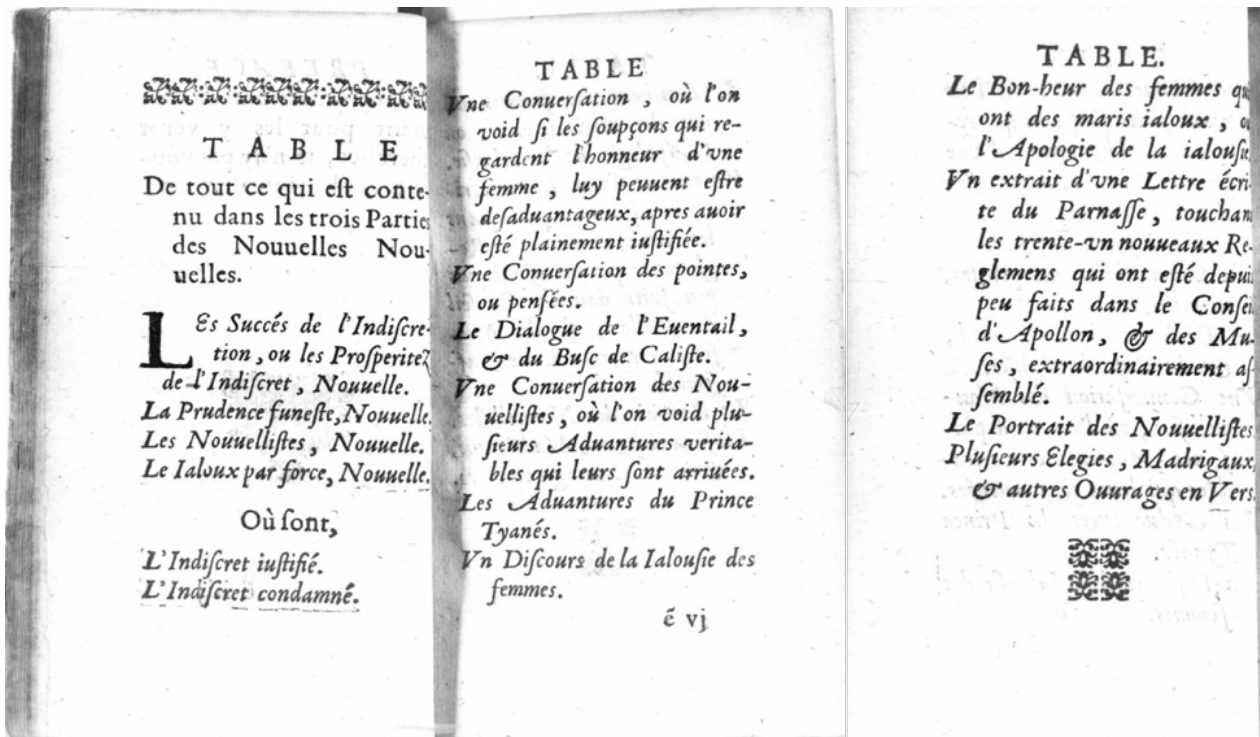 TABLE
De tout ce qui eſt conte-
nu dans les trois Parties
des Nouuelles Nou-
uelles.
LEs Succés de l'Indiſcre-
tion, ou les Proſperitez
de l'Indiſcret, Nouuelle.
La Prudence funeſte, Nouuelle.
Les Nouuelliſtes, Nouuelle.
Le Ialoux par force, Nouuelle.
Où ſont,
L'Indiſcret iuſtifié.
L'Indiſcret condamné.
TABLE
Vne Conuerſation, où l'on
void ſi les ſoupçons qui re-
gardent l'honneur d'vne
femme, luy peuuent eſtre
deſaduantageux, apres auoir
eſté plainement iuſtifiée.
Vne Conuerſation des pointes,
ou penſées.
Le Dialogue de l'Euentail,
& du Buſc de Caliſte.
Vne Conuerſation des Nou-
uelliſtes, où l'on void plu-
ſieurs Aduantures verita-
bles qui leurs ſont arriuées.
Les Aduantures du Prince
Tyanés.
Vn Diſcours de la Ialouſie des
femmes.
é vj
TABLE.
Le Bon-heur des femmes qu
ont des maris ialoux, o
l'Apologie de la ialouſie
Vn extrait d'vne Lettre écri-
te du Parnaſſe, touchan
les trente-vn nouueaux Re-
glemens qui ont eſté depui
peu faits dans le Conſei
d'Apollon, & des Mu-
ſes, extraordinairement aſ-
ſemblé.
Le Portrait des Nouuelliſtes
Pluſieurs Elegies, Madrigaux
& autres Ouurages en Vers